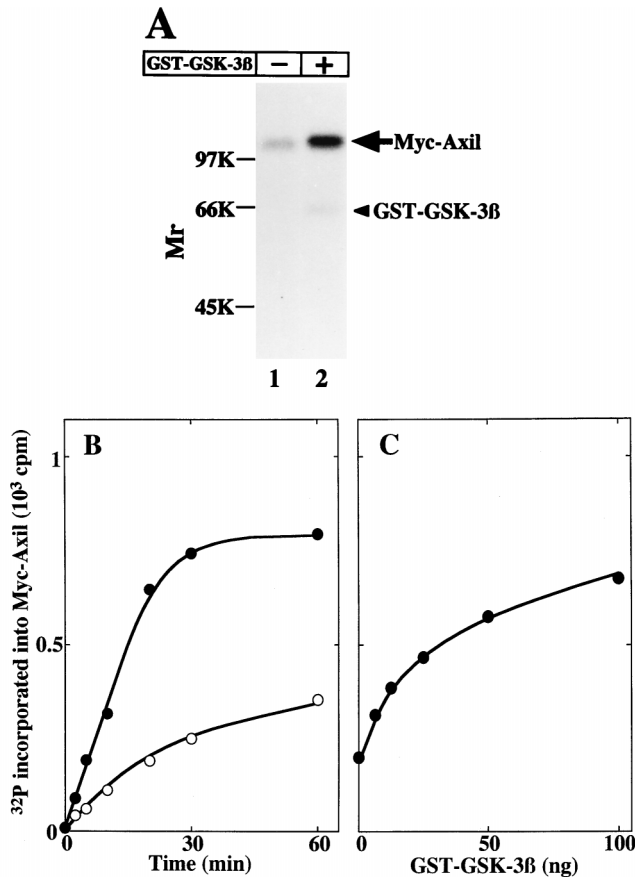 A
GST-GSK-3ß − +
Myc-Axil
97K
66K
GST-GSK-3ß
Mr
45K
1 2
B
C
³²P incorporated into Myc-Axil (10³ cpm)
1
0.5
0
0 30 60
Time (min)
0 50 100
GST-GSK-3ß (ng)